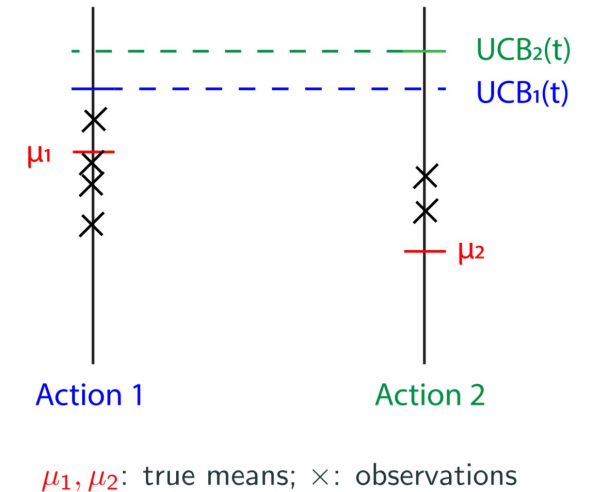 UCB₂(t)
UCB₁(t)
μ₁
μ₂
Action 1
Action 2
μ₁, μ₂: true means; ×: observations